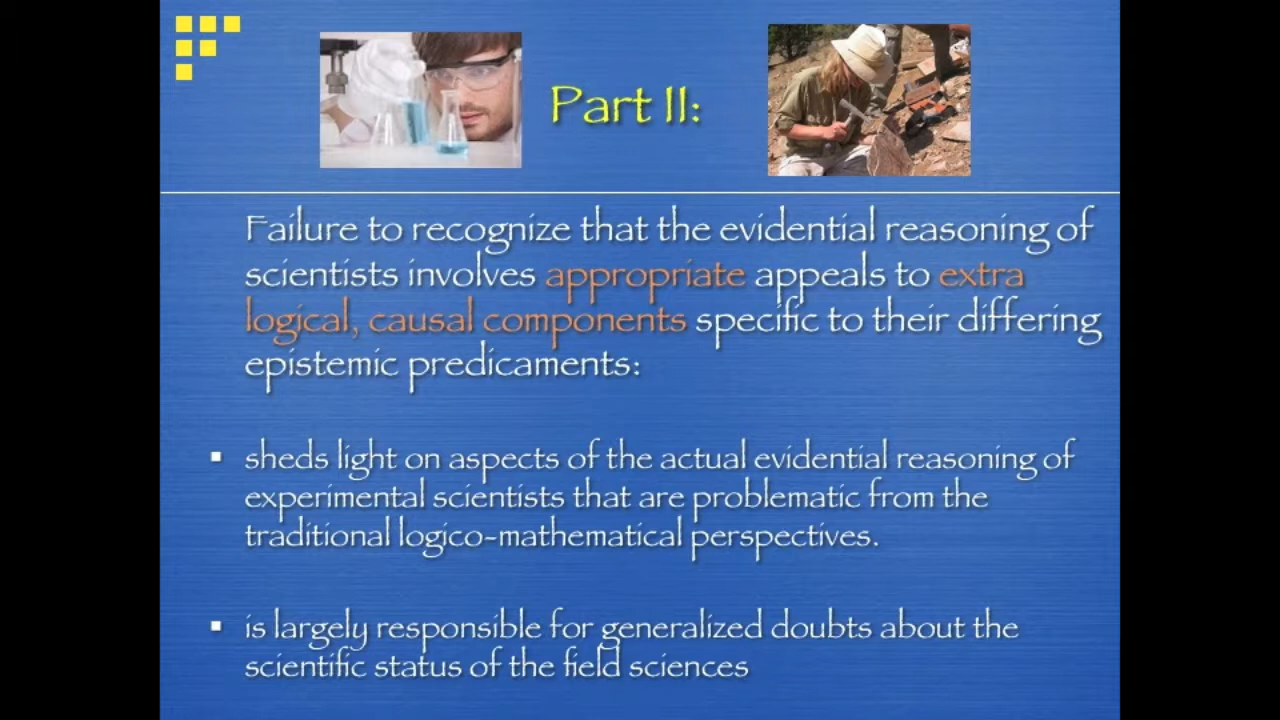 Part II:
Failure to recognize that the evidential reasoning of
scientists involves appropriate appeals to extra
logical, causal components specific to their differing
epistemic predicaments:
▪ sheds light on aspects of the actual evidential reasoning of
experimental scientists that are problematic from the
traditional logico-mathematical perspectives.
▪ is largely responsible for generalized doubts about the
scientific status of the field sciences